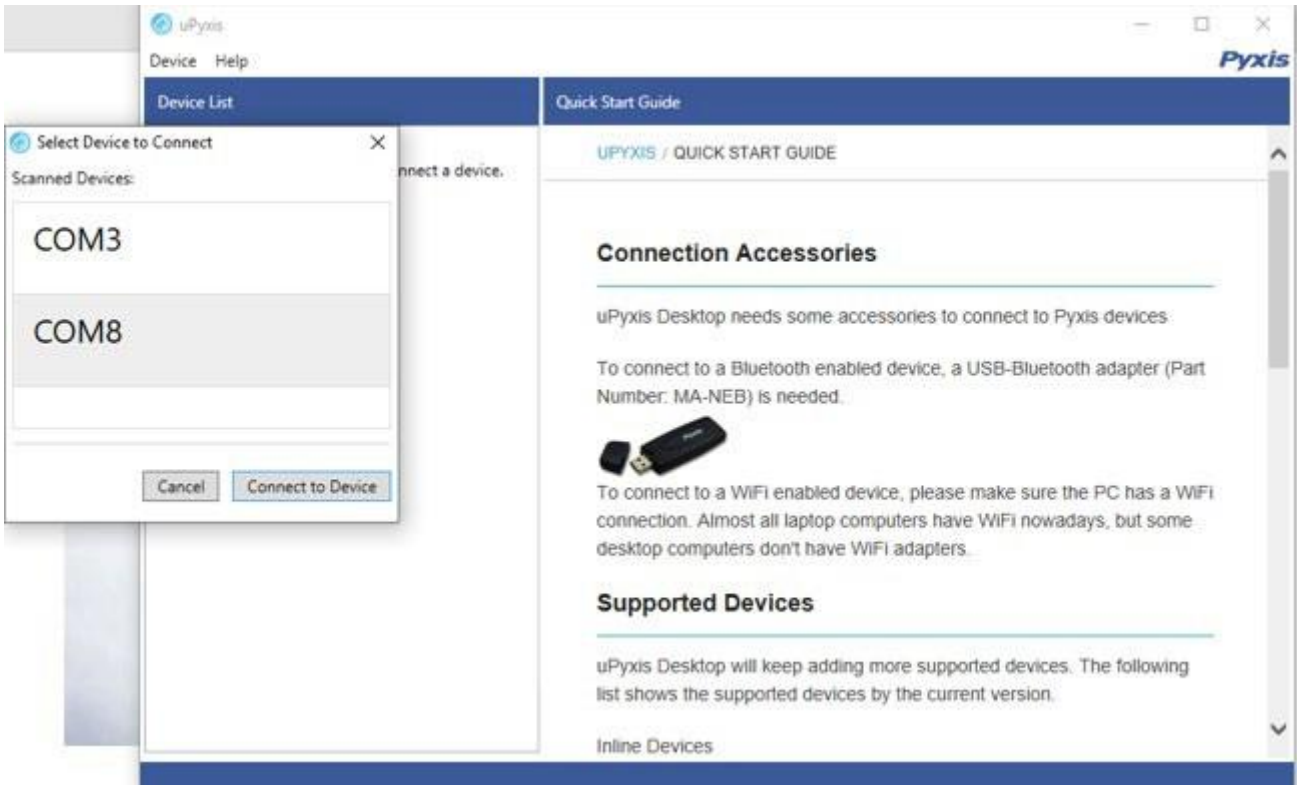 uPyxis
Device Help
Pyxis
Device List
Quick Start Guide
Select Device to Connect
Scanned Devices:
COM3
COM8
Cancel
Connect to Device
a device.
UPYXIS / QUICK START GUIDE
Connection Accessories
uPyxis Desktop needs some accessories to connect to Pyxis devices
To connect to a Bluetooth enabled device, a USB-Bluetooth adapter (Part
Number: MA-NEB) is needed.
To connect to a WiFi enabled device, please make sure the PC has a WiFi
connection. Almost all laptop computers have WiFi nowadays, but some
desktop computers don't have WiFi adapters.
Supported Devices
uPyxis Desktop will keep adding more supported devices. The following
list shows the supported devices by the current version.
Inline Devices